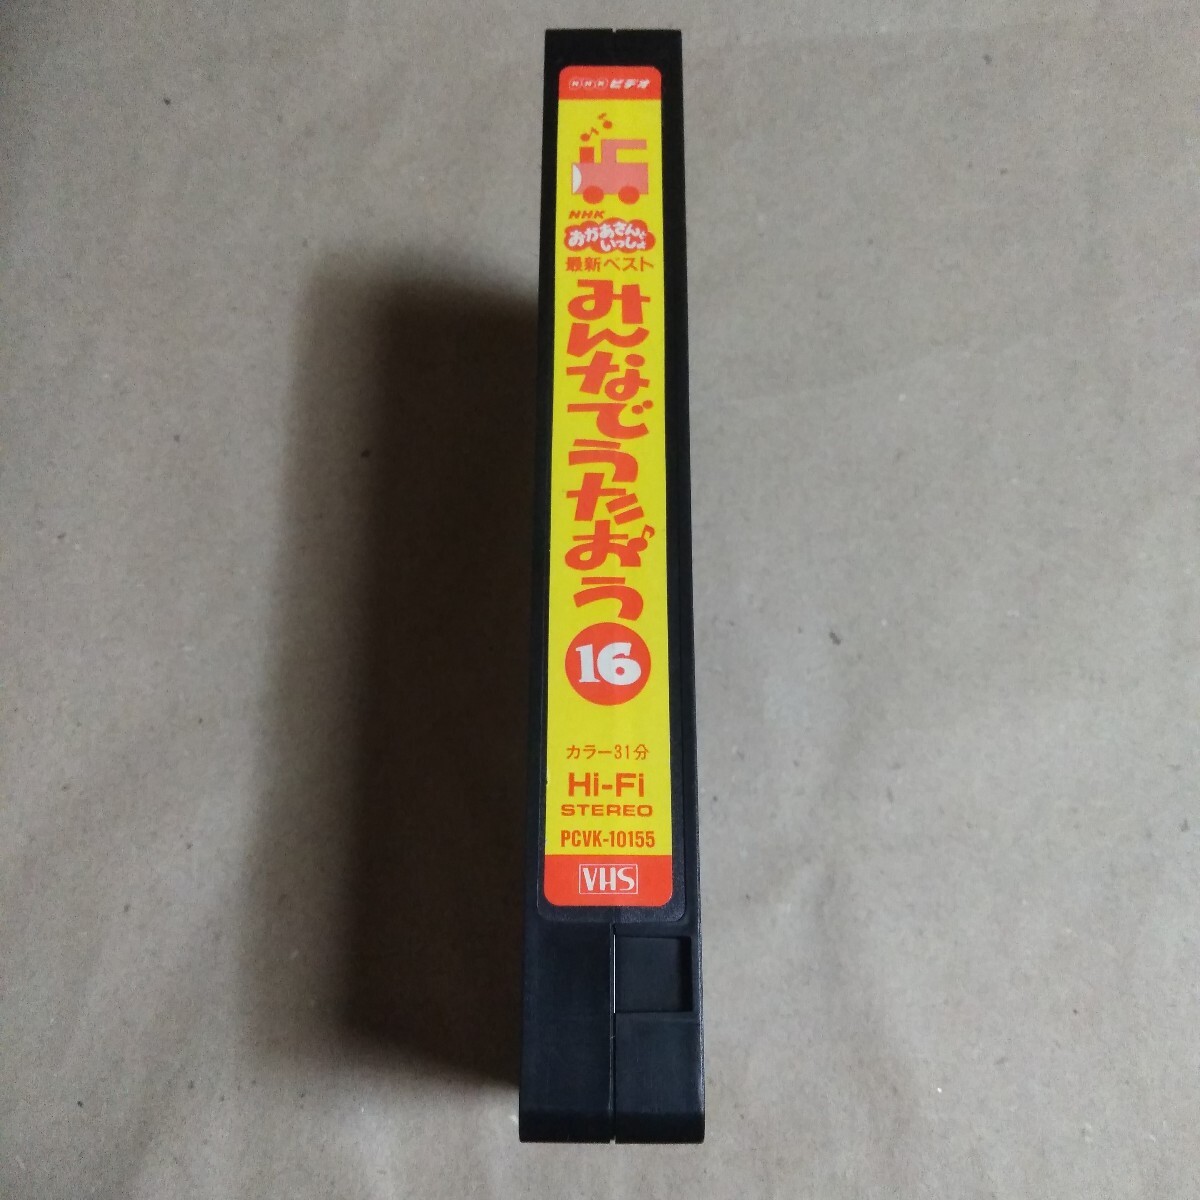 NHKビデオ
NHK
おかあさんと
いっしょ
最新ベスト
みんなでうたおう
16
カラー31分
Hi-Fi
STEREO
PCVK-10155
VHS